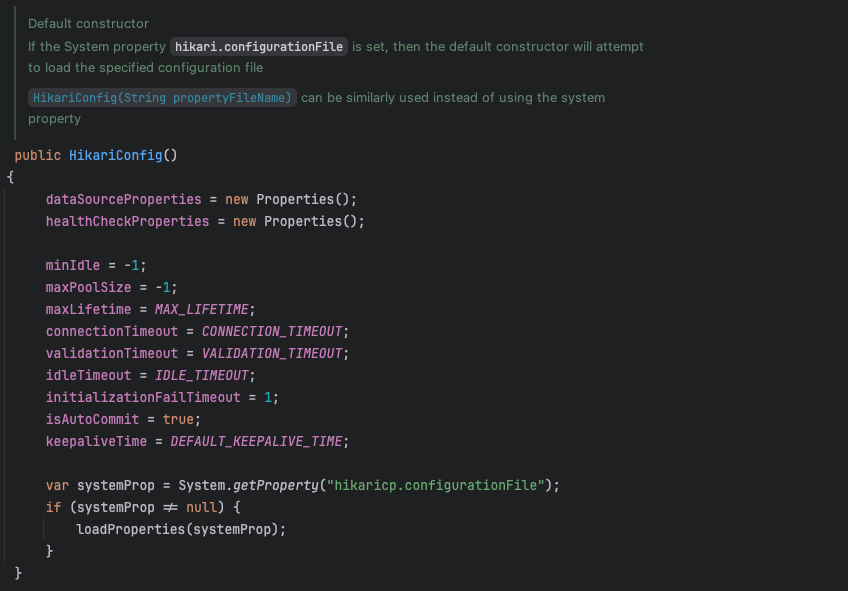 Default constructor
If the System property hikari.configurationFile is set, then the default constructor will attempt
to load the specified configuration file
HikariConfig(String propertyFileName) can be similarly used instead of using the system
property
public HikariConfig()
{
dataSourceProperties = new Properties();
healthCheckProperties = new Properties();
minIdle = -1;
maxPoolSize = -1;
maxLifetime = MAX_LIFETIME;
connectionTimeout = CONNECTION_TIMEOUT;
validationTimeout = VALIDATION_TIMEOUT;
idleTimeout = IDLE_TIMEOUT;
initializationFailTimeout = 1;
isAutoCommit = true;
keepaliveTime = DEFAULT_KEEPALIVE_TIME;
var systemProp = System.getProperty("hikaricp.configurationFile");
if (systemProp ≠ null) {
loadProperties(systemProp);
}
}